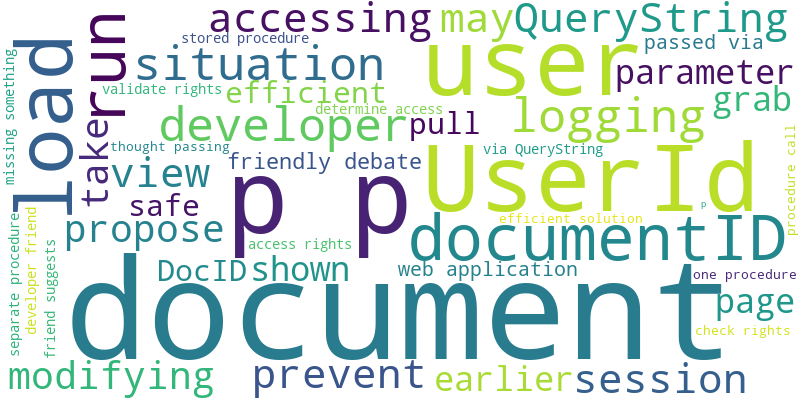 accessing
may
QueryString
stored procedure
load
run
situation
user
passed via
missing something
validate rights
efficient
parameter
determine access
grab
take
developer
pull
logging
thought passing
via QueryString
procedure call
view
friendly debate
UserId
p p
safe
efficient solution
P
propose
documentID
separate procedure
developer friend
friend suggests
access rights
DocID
shown
web application
one procedure
document
page
check rights
modifying
prevent
earlier
session